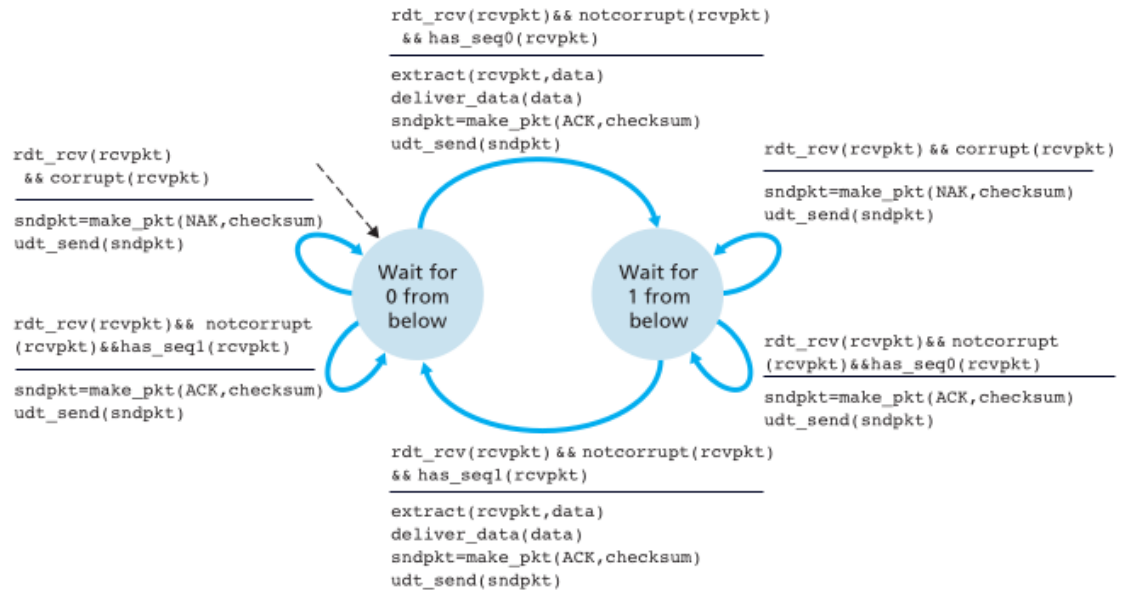 rdt_rcv(rcvpkt)&& notcorrupt(rcvpkt)
&& has_seq0(rcvpkt)
extract(rcvpkt,data)
deliver_data(data)
sndpkt=make_pkt(ACK,checksum)
udt_send(sndpkt)
rdt_rcv(rcvpkt)
&& corrupt(rcvpkt)
sndpkt=make_pkt(NAK,checksum)
udt_send(sndpkt)
rdt_rcv(rcvpkt) && corrupt(rcvpkt)
sndpkt=make_pkt(NAK,checksum)
udt_send(sndpkt)
Wait for
0 from
below
Wait for
1 from
below
rdt_rcv(rcvpkt)&& notcorrupt
(rcvpkt)&&has_seq1(rcvpkt)
sndpkt=make_pkt(ACK,checksum)
udt_send(sndpkt)
rdt_rcv(rcvpkt)&& notcorrupt
(rcvpkt)&&has_seq0(rcvpkt)
sndpkt=make_pkt(ACK,checksum)
udt_send(sndpkt)
rdt_rcv(rcvpkt) && notcorrupt(rcvpkt)
&& has_seq1(rcvpkt)
extract(rcvpkt,data)
deliver_data(data)
sndpkt=make_pkt(ACK,checksum)
udt_send(sndpkt)